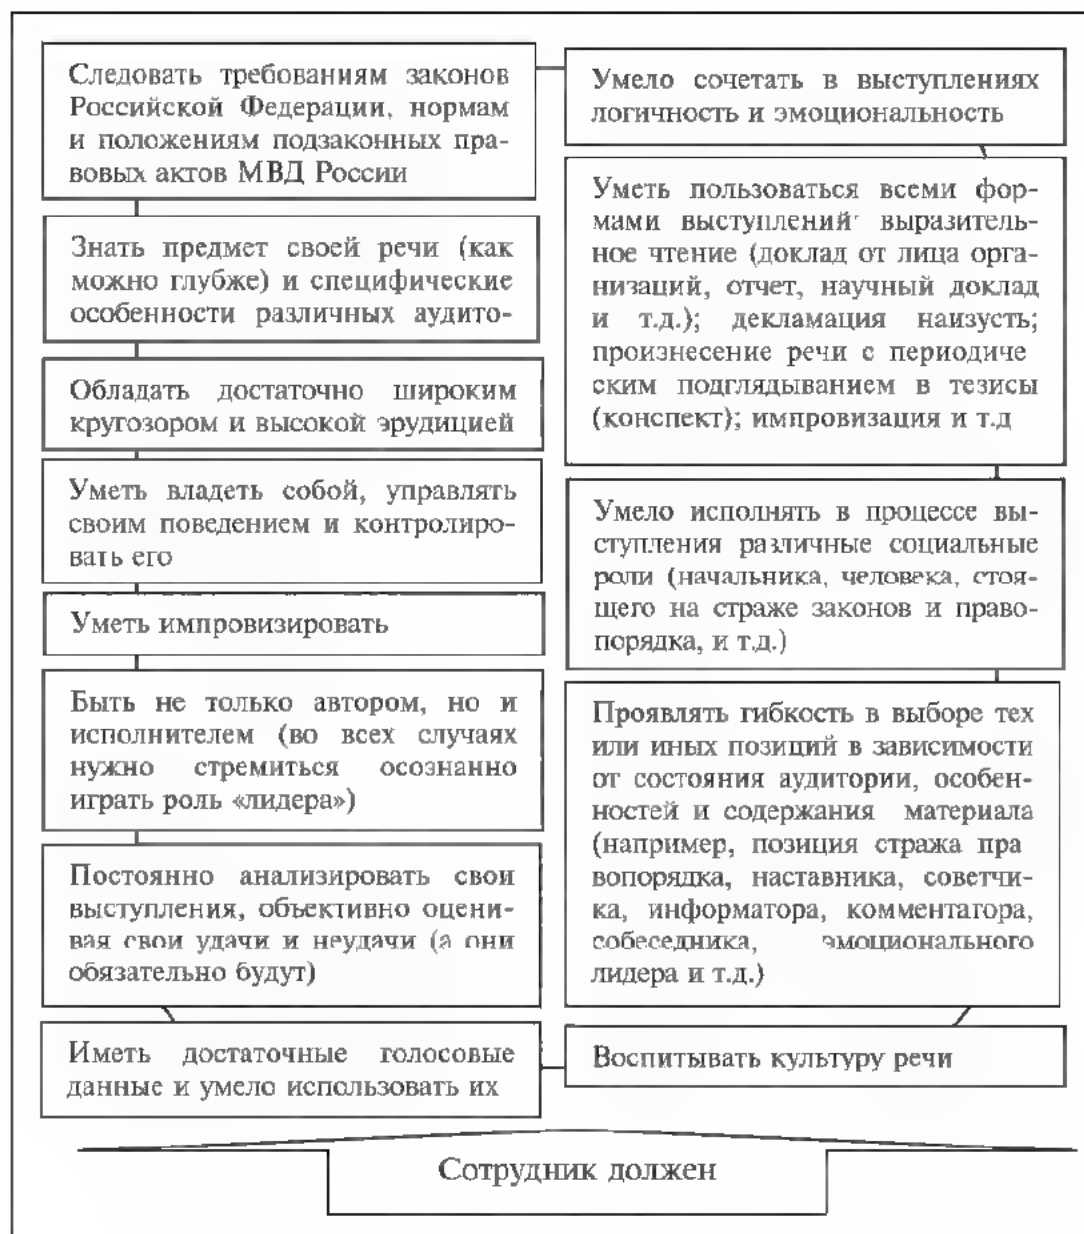 Следовать требованиям законов
Российской Федерации, нормам
и положениям подзаконных пра-
вовых актов МВД России
Знать предмет своей речи (как
можно глубже) и специфические
особенности различных аудито-
Обладать достаточно широким
кругозором и высокой эрудицией
Уметь владеть собой, управлять
своим поведением и контролиро-
вать его
Уметь импровизировать
Быть не только автором, но и
исполнителем (во всех случаях
нужно стремиться осознанно
играть роль «лидера»)
Постоянно анализировать свои
выступления, объективно оцени-
вая свои удачи и неудачи (а они
обязательно будут)
Иметь достаточные голосовые
данные и умело использовать их
Умело сочетать в выступлениях
логичность и эмоциональность
Уметь пользоваться всеми фор-
мами выступлений· выразитель-
ное чтение (доклад от лица орга-
низаций, отчет, научный доклад
и т.д.); декламация наизусть;
произнесение речи с периодиче
ским подглядыванием в тезисы
(конспект); импровизация и т.д
Умело исполнять в процессе вы-
ступления различные социальные
роли (начальника, человека, стоя-
щего на страже законов и право-
порядка, и т.д.)
Проявлять гибкость в выборе тех
или иных позиций в зависимости
от состояния аудитории, особен-
ностей и содержания материала
(например, позиция стража пра
вопорядка, наставника, советчи-
ка, информатора, комментатора,
собеседника, эмоционального
лидера и т.д.)
Воспитывать культуру речи
Сотрудник должен